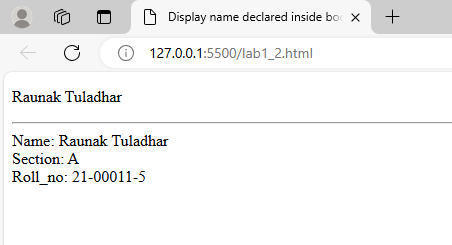 Display name declared inside bo
127.0.0.1:5500/lab1_2.html
Raunak Tuladhar
Name: Raunak Tuladhar
Section: A
Roll_no: 21-00011-5